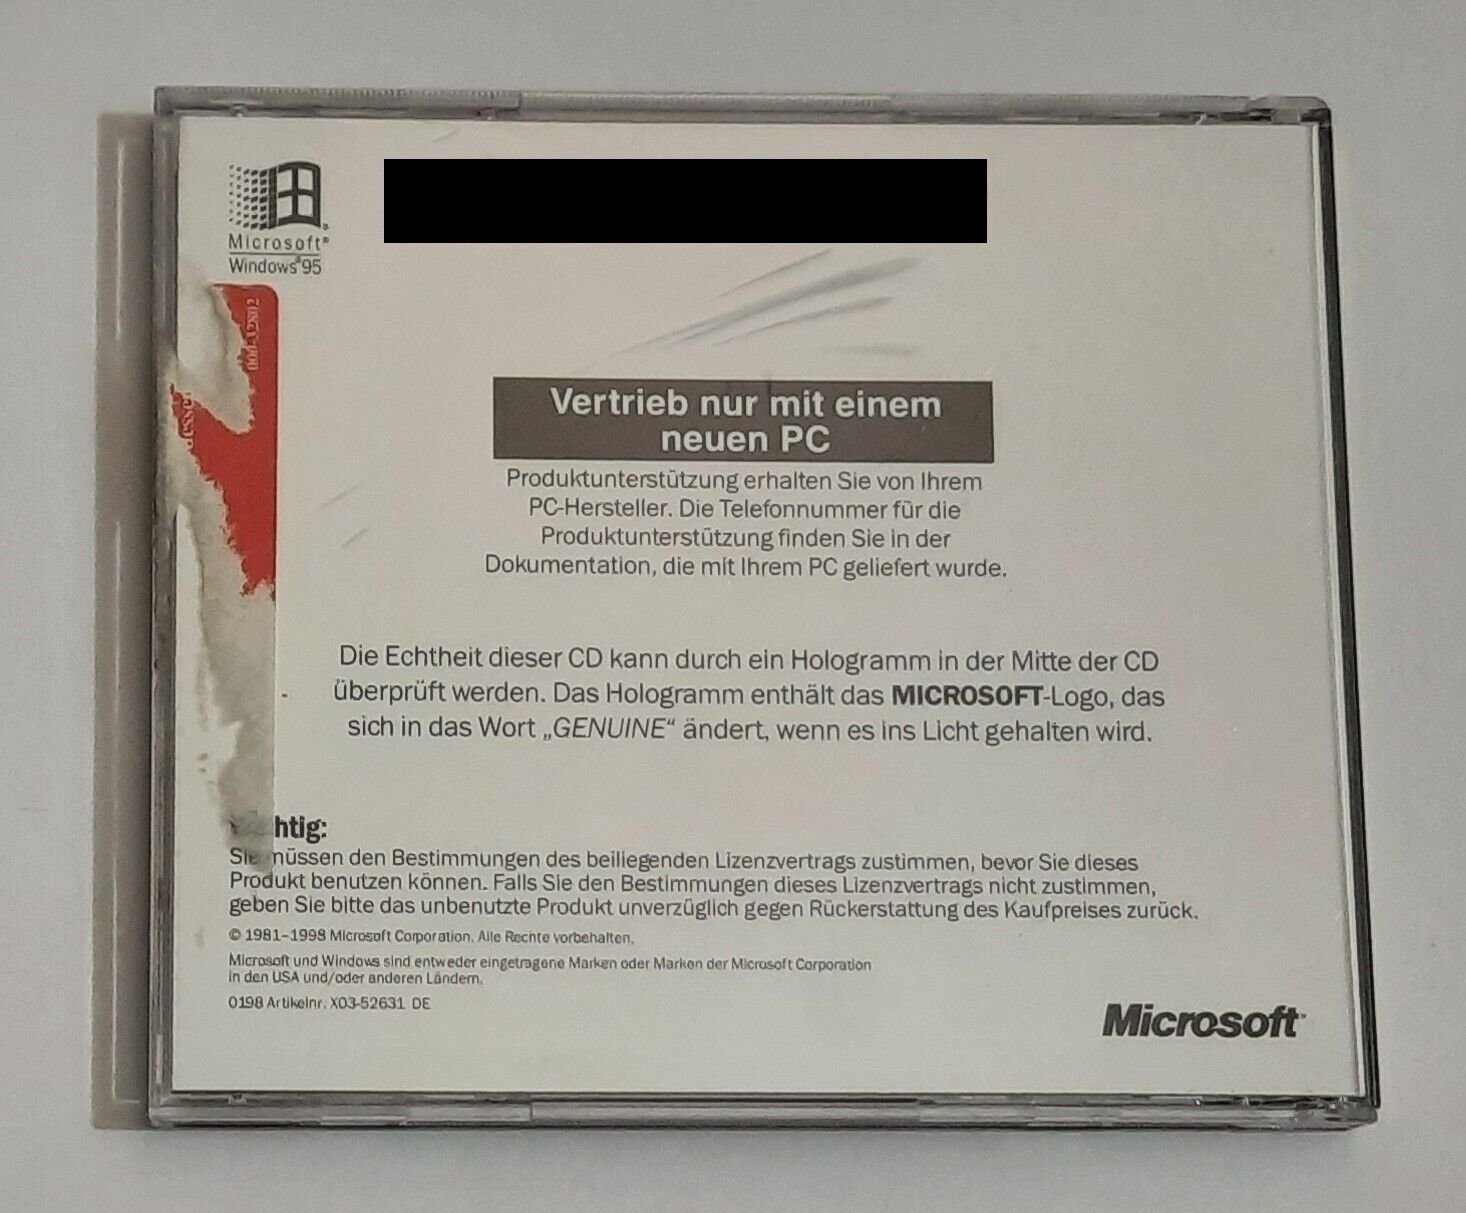 Microsoft®
Windows®95
Vertrieb nur mit einem
neuen PC
Produktunterstützung erhalten Sie von Ihrem
PC-Hersteller. Die Telefonnummer für die
Produktunterstützung finden Sie in der
Dokumentation, die mit Ihrem PC geliefert wurde.
Die Echtheit dieser CD kann durch ein Hologramm in der Mitte der CD
überprüft werden. Das Hologramm enthält das MICROSOFT-Logo, das
sich in das Wort „GENUINE“ ändert, wenn es ins Licht gehalten wird.
Sie müssen den Bestimmungen des beiliegenden Lizenzvertrags zustimmen, bevor Sie dieses
Produkt benutzen können. Falls Sie den Bestimmungen dieses Lizenzvertrags nicht zustimmen,
geben Sie bitte das unbenutzte Produkt unverzüglich gegen Rückerstattung des Kaufpreises zurück.
© 1981–1998 Microsoft Corporation. Alle Rechte vorbehalten.
Microsoft und Windows sind entweder eingetragene Marken oder Marken der Microsoft Corporation
in den USA und/oder anderen Ländern.
0198 Artikelnr. X03-52631 DE
Microsoft™